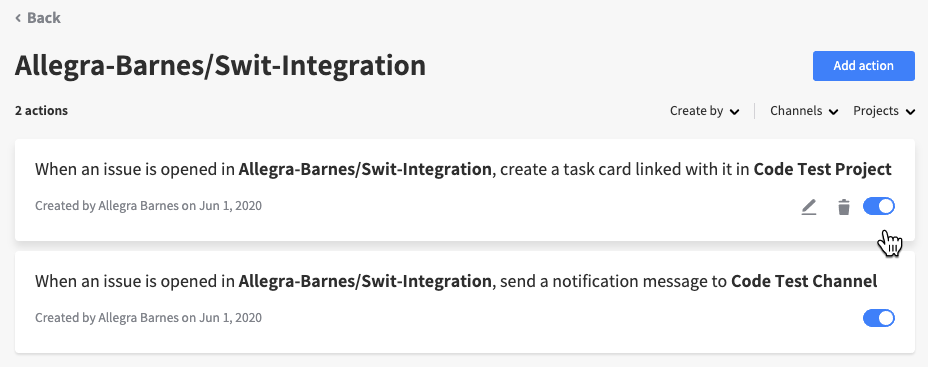 Back
Allegra-Barnes/Swit-Integration
Add action
2 actions
Create by
Channels
Projects
When an issue is opened in Allegra-Barnes/Swit-Integration, create a task card linked with it in Code Test Project
Created by Allegra Barnes on Jun 1, 2020
When an issue is opened in Allegra-Barnes/Swit-Integration, send a notification message to Code Test Channel
Created by Allegra Barnes on Jun 1, 2020